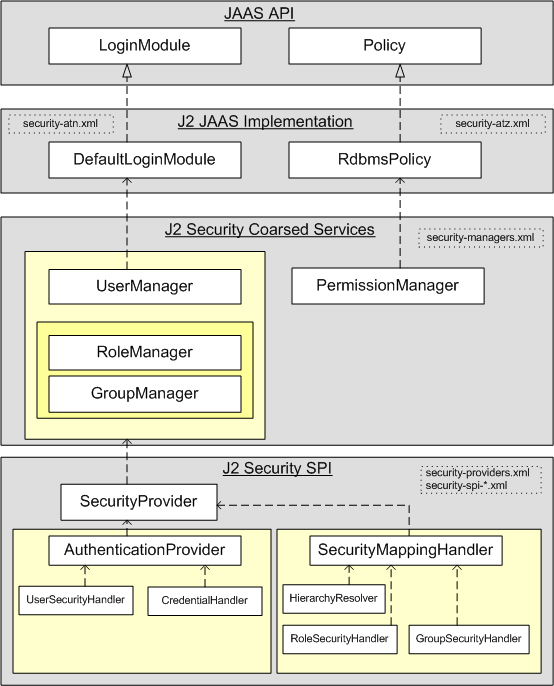 JAAS API
LoginModule
Policy
J2 JAAS Implementation
security-atn.xml
security-atz.xml
DefaultLoginModule
RdbmsPolicy
J2 Security Coarsed Services
security-managers.xml
UserManager
PermissionManager
RoleManager
GroupManager
J2 Security SPI
security-providers.xml
security-spi-*.xml
SecurityProvider
AuthenticationProvider
SecurityMappingHandler
UserSecurityHandler
CredentialHandler
HierarchyResolver
RoleSecurityHandler
GroupSecurityHandler